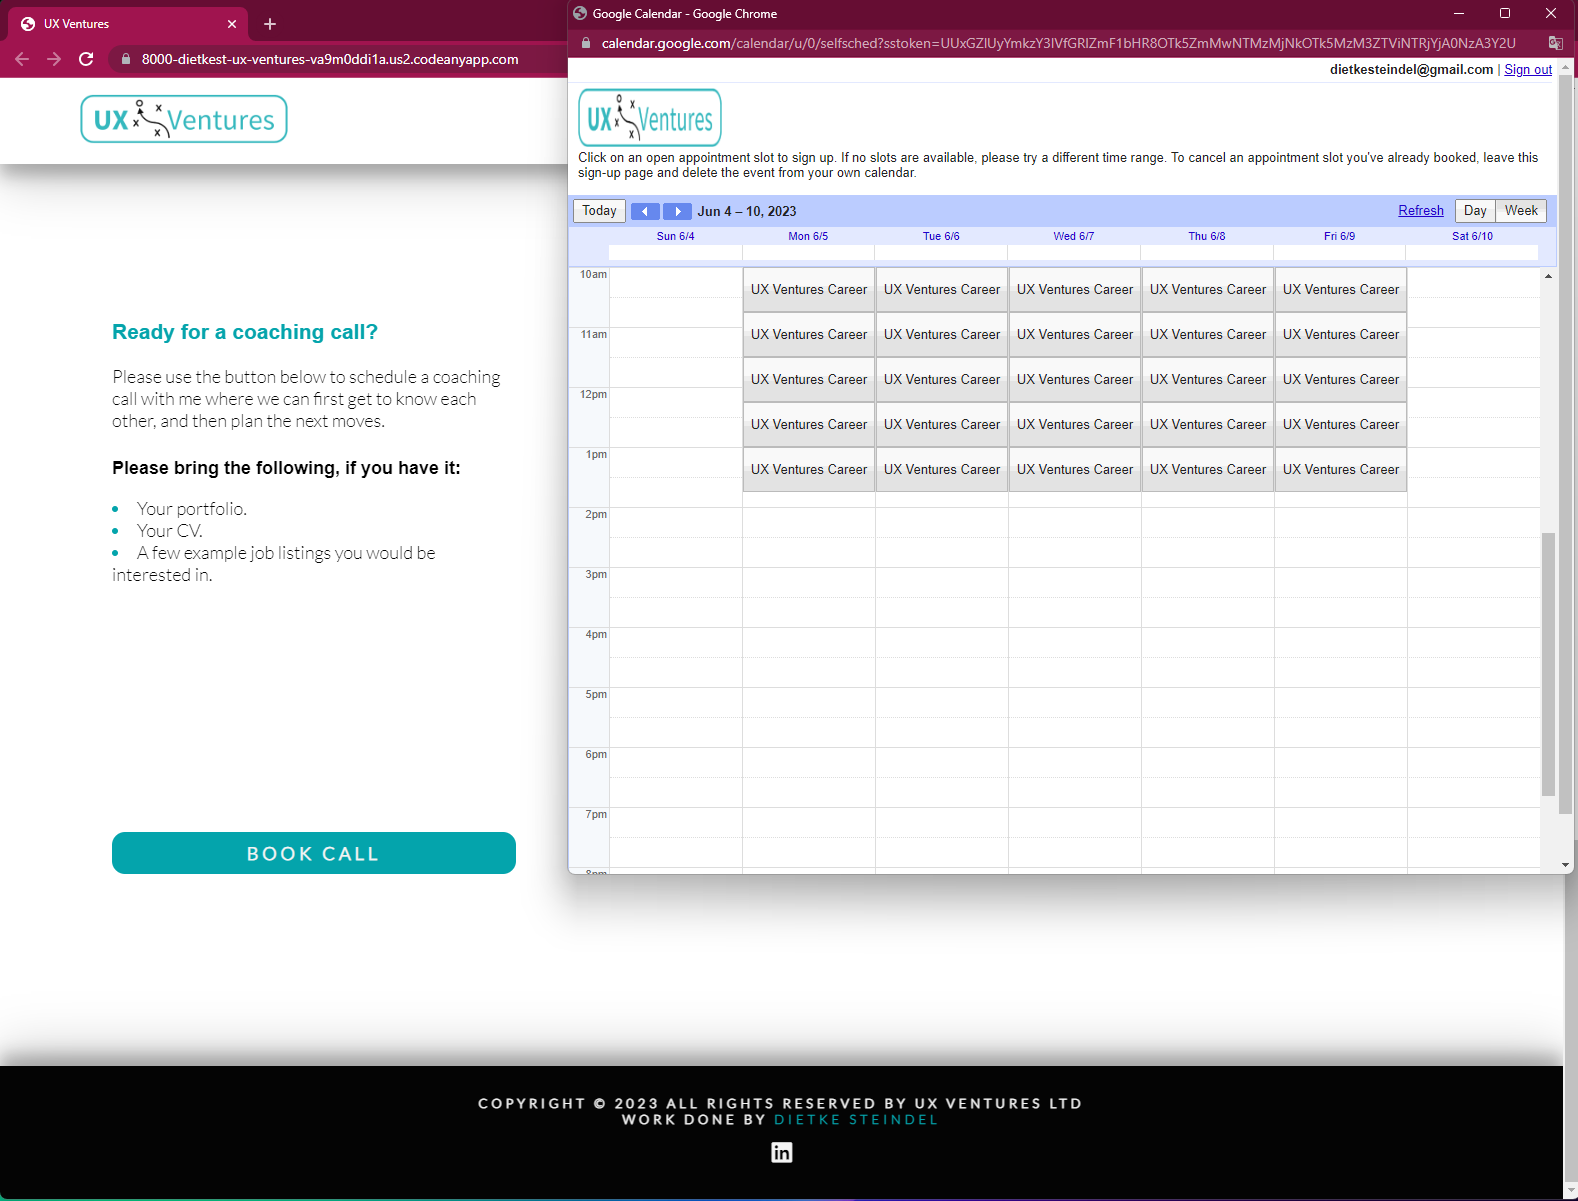 UX Ventures
8000-dietkest-ux-ventures-va9m0ddi1a.us2.codeanyapp.com
UX Ventures
Ready for a coaching call?
Please use the button below to schedule a coaching
call with me where we can first get to know each
other, and then plan the next moves.
Please bring the following, if you have it:
Your portfolio.
Your CV.
A few example job listings you would be
interested in.
BOOK CALL
Google Calendar - Google Chrome
dietkesteindel@gmail.com | Sign out
UX Ventures
Click on an open appointment slot to sign up. If no slots are available, please try a different time range. To cancel an appointment slot you've already booked, leave this
sign-up page and delete the event from your own calendar.
Today Jun 4 – 10, 2023 Refresh Day Week
Sun 6/4 Mon 6/5 Tue 6/6 Wed 6/7 Thu 6/8 Fri 6/9 Sat 6/10
10am
UX Ventures Career UX Ventures Career UX Ventures Career UX Ventures Career UX Ventures Career
11am UX Ventures Career UX Ventures Career UX Ventures Career UX Ventures Career UX Ventures Career
UX Ventures Career UX Ventures Career UX Ventures Career UX Ventures Career UX Ventures Career
12pm
UX Ventures Career UX Ventures Career UX Ventures Career UX Ventures Career UX Ventures Career
1pm
UX Ventures Career UX Ventures Career UX Ventures Career UX Ventures Career UX Ventures Career
2pm
3pm
4pm
5pm
6pm
7pm
8pm
COPYRIGHT © 2023 ALL RIGHTS RESERVED BY UX VENTURES LTD
WORK DONE BY DIETKE STEINDEL
in